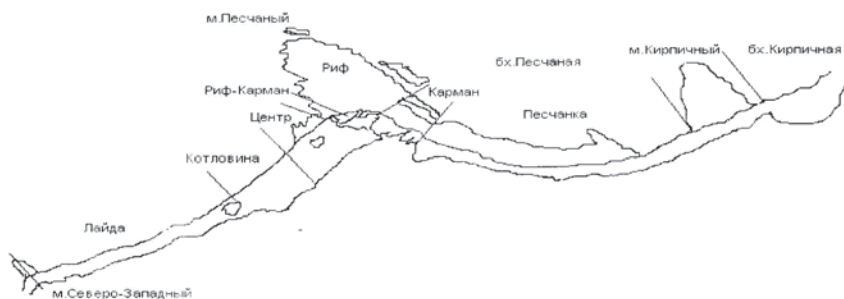 м.Песчаный
Риф
бх.Песчаная
м.Кирпичный
бх.Кирпичная
Риф-Карман
Карман
Центр
Песчанка
Котловина
Лайда
м.Северо-Западный